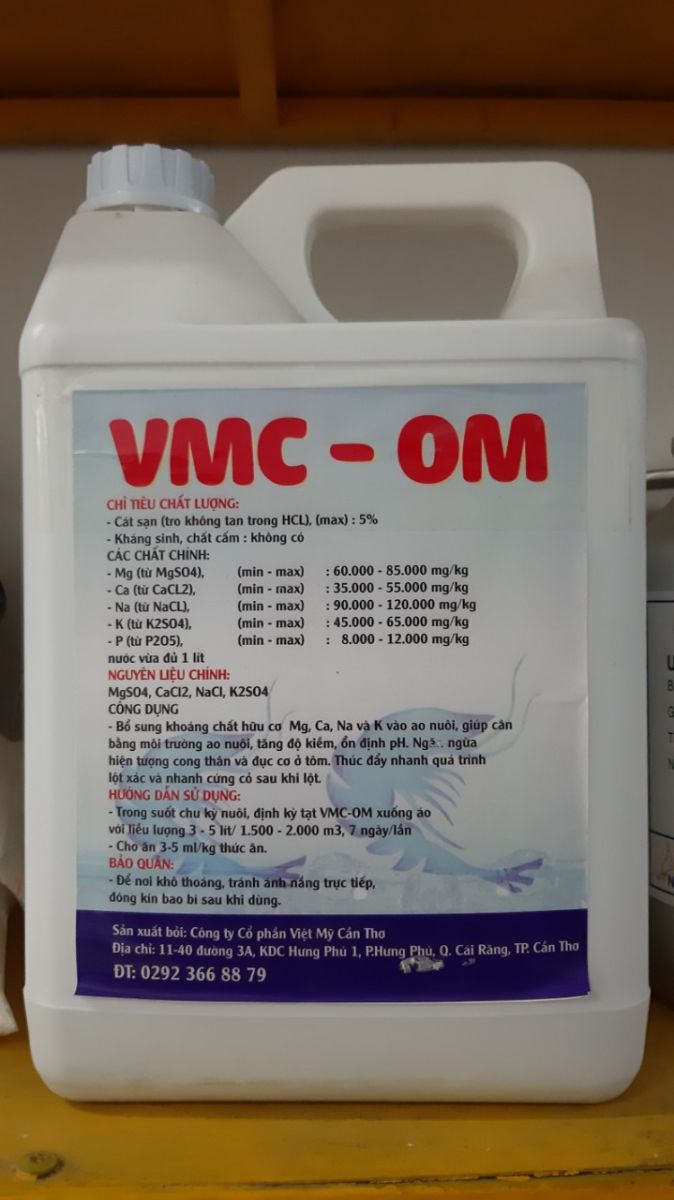 VMC - OM
CHỈ TIÊU CHẤT LƯỢNG:
- Cát sạn (tro không tan trong HCL), (max) : 5%
- Kháng sinh, chất cấm : không có
CÁC CHẤT CHÍNH:
- Mg (từ MgSO4), (min - max) : 60.000 - 85.000 mg/kg
- Ca (từ CaCL2), (min - max) : 35.000 - 55.000 mg/kg
- Na (từ NaCL), (min - max) : 90.000 - 120.000 mg/kg
- K (từ K2SO4), (min - max) : 45.000 - 65.000 mg/kg
- P (từ P2O5), (min - max) : 8.000 - 12.000 mg/kg
nước vừa đủ 1 lít
NGUYÊN LIỆU CHÍNH:
MgSO4, CaCl2, NaCl, K2SO4
CÔNG DỤNG
- Bổ sung khoáng chất hữu cơ Mg, Ca, Na và K vào ao nuôi, giúp cân
bằng môi trường ao nuôi, tăng độ kiềm, ổn định pH. ngừa
hiện tượng cong thân và đục cơ ở tôm. Thúc đẩy nhanh quá trình
lột xác và nhanh cứng cỏ sau khi lột.
HƯỚNG DẪN SỬ DỤNG:
- Trong suốt chu kỳ nuôi, định kỳ tạt VMC-OM xuống ao
với liều lượng 3 - 5 lít/ 1.500 - 2.000 m3, 7 ngày/lần
- Cho ăn 3-5 ml/kg thức ăn.
BẢO QUẢN:
- Để nơi khô thoáng, tránh ánh nắng trực tiếp,
đóng kín bao bì sau khi dùng.
Sản xuất bởi: Công ty Cổ phần Việt Mỹ Cần Thơ
Địa chỉ: 11-40 đường 3A, KDC Hưng Phú 1, P.Hưng Phú, Q. Cái Răng, TP. Cần Thơ
ĐT: 0292 366 88 79